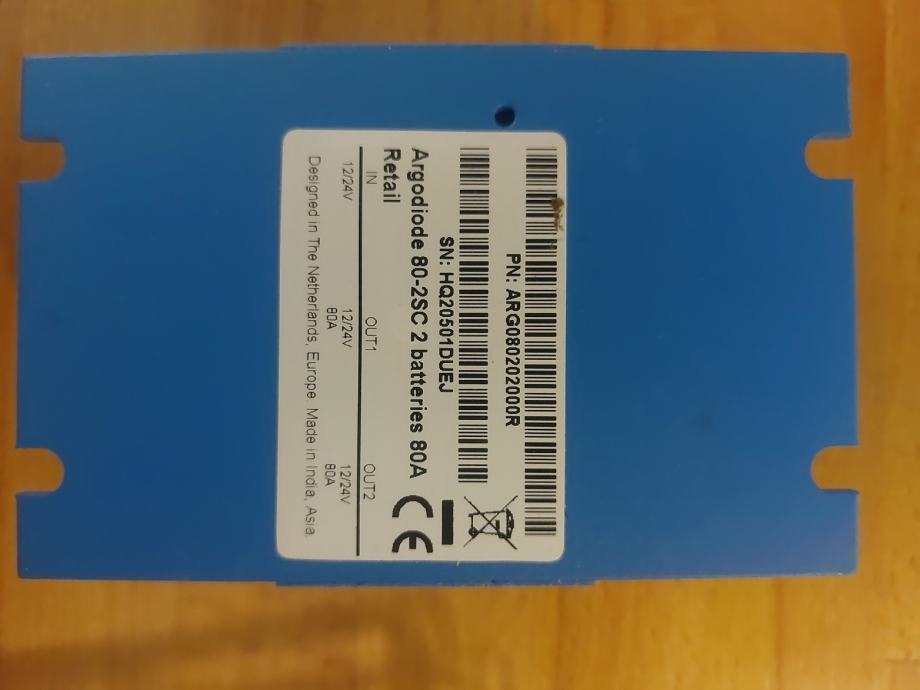 PN: ARG080202000R
SN: HQ20501DUEJ
Argodiode 80-2SC 2 batteries 80A
Retail
CE
IN OUT1 OUT2
12/24V 12/24V 12/24V
80A 80A
Designed in The Netherlands, Europe. Made in India, Asia